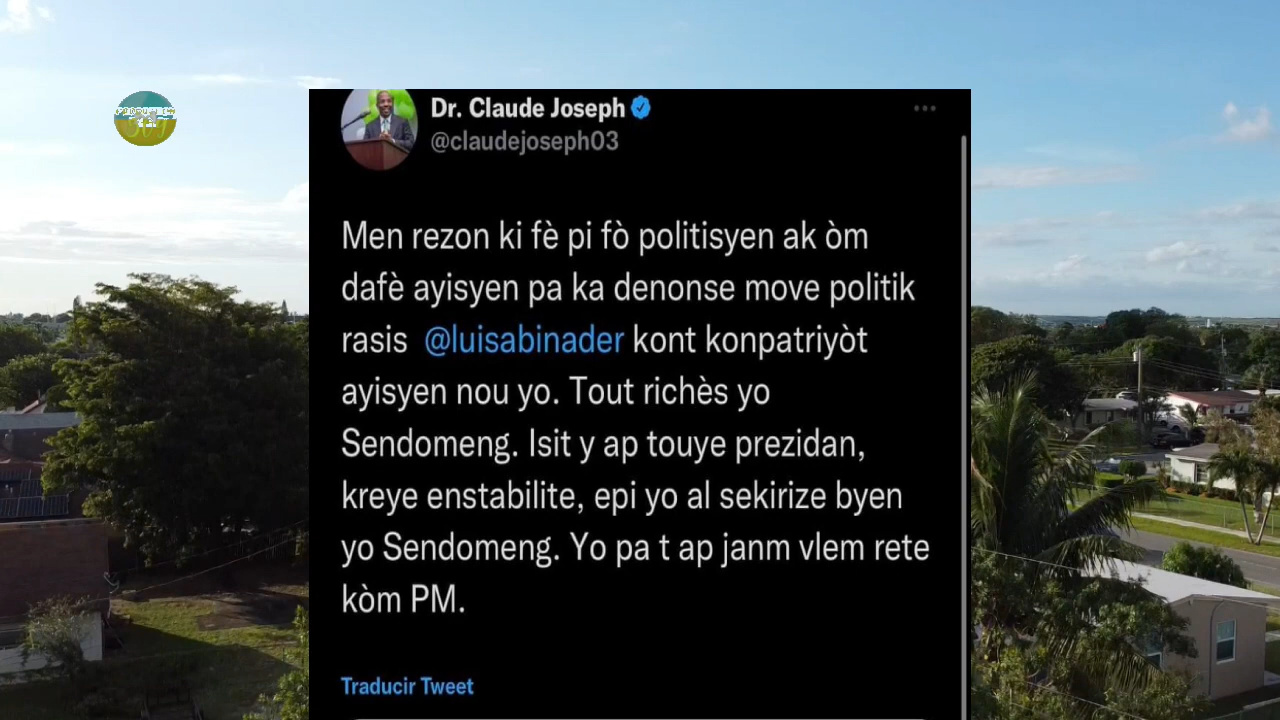 Dr. Claude Joseph
@claudejoseph03
Men rezon ki fè pi fò politisyen ak òm
dafè ayisyen pa ka denonse move politik
rasis @luisabinader kont konpatriyòt
ayisyen nou yo. Tout richès yo
Sendomeng. Isit y ap touye prezidan,
kreye enstabilite, epi yo al sekirize byen
yo Sendomeng. Yo pa t ap janm vlem rete
kòm PM.
Traducir Tweet